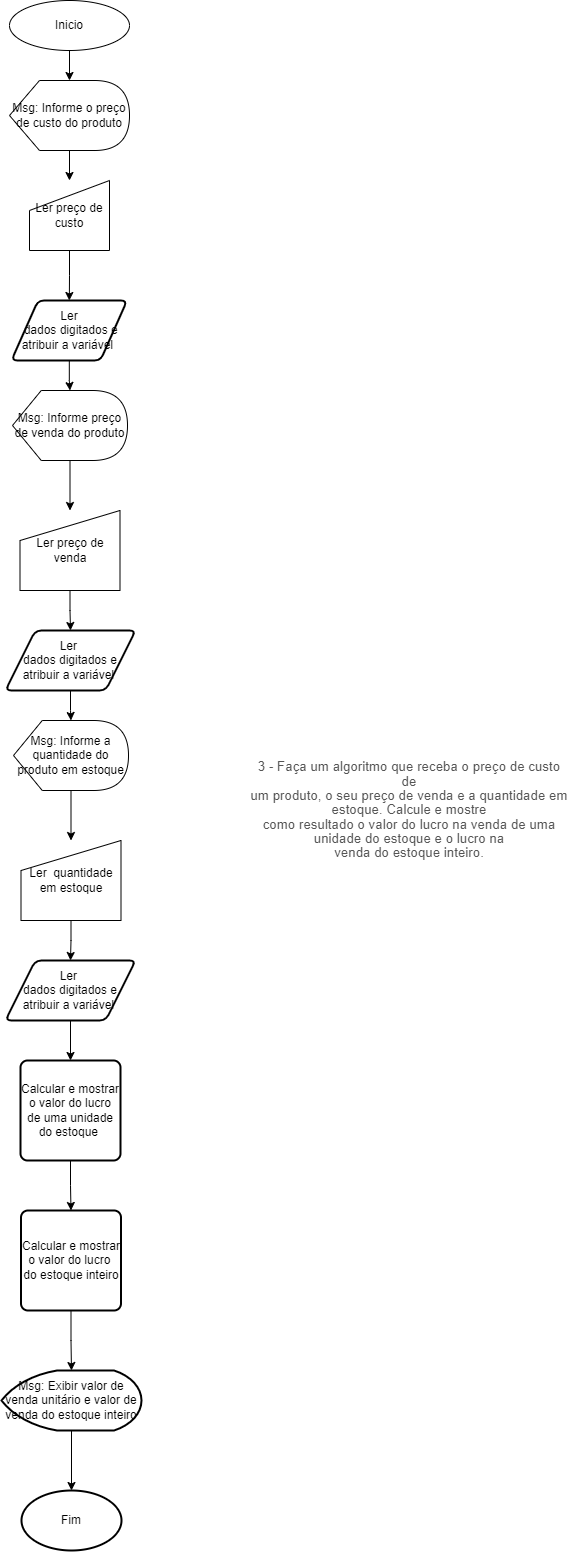 Inicio
Msg: Informe o preço
de custo do produto
Ler preço de
custo
Ler
dados digitados e
atribuir a variável
Msg: Informe preço
de venda do produto
Ler preço de
venda
Ler
dados digitados e
atribuir a variável
Msg: Informe a
quantidade do
produto em estoque
3 - Faça um algoritmo que receba o preço de custo
de
um produto, o seu preço de venda e a quantidade em
estoque. Calcule e mostre
como resultado o valor do lucro na venda de uma
unidade do estoque e o lucro na
venda do estoque inteiro.
Ler quantidade
em estoque
Ler
dados digitados e
atribuir a variável
Calcular e mostrar
o valor do lucro
de uma unidade
do estoque
Calcular e mostrar
o valor do lucro
do estoque inteiro
Msg: Exibir valor de
venda unitário e valor de
venda do estoque inteiro
Fim